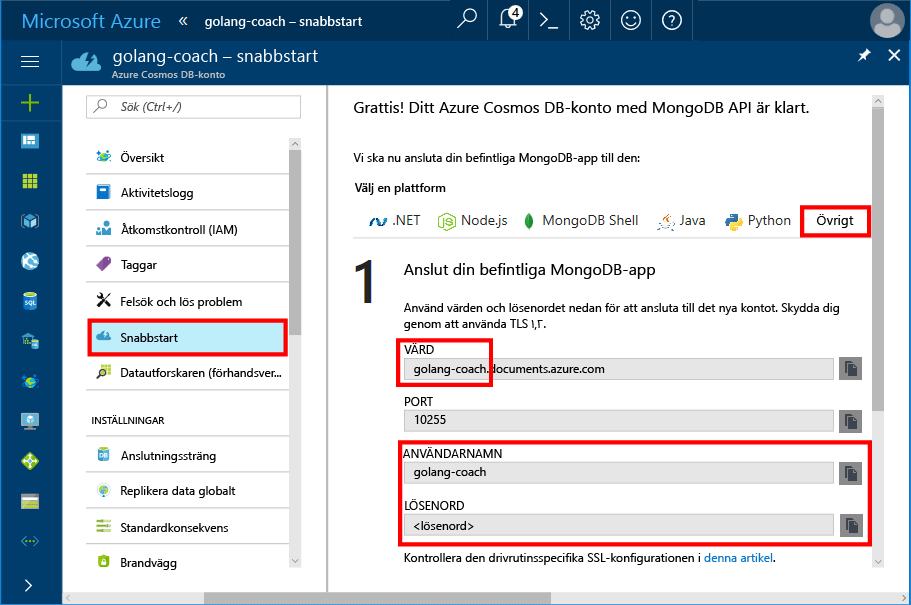 Microsoft Azure « golang-coach – snabbstart 4
golang-coach – snabbstart
Azure Cosmos DB-konto
Sök (Ctrl+/)
Översikt
Aktivitetslogg
Åtkomstkontroll (IAM)
Taggar
Felsök och lös problem
Snabbstart
Datautforskaren (förhandsver...
INSTÄLLNINGAR
Anslutningssträng
Replikera data globalt
Standardkonsekvens
Brandvägg
Grattis! Ditt Azure Cosmos DB-konto med MongoDB API är klart.
Vi ska nu ansluta din befintliga MongoDB-app till den:
Välj en plattform
.NET Node.js MongoDB Shell Java Python Övrigt
1 Anslut din befintliga MongoDB-app
Använd värden och lösenordet nedan för att ansluta till det nya kontot. Skydda dig
genom att använda TLS ١,٢.
VÄRD
golang-coach.documents.azure.com
PORT
10255
ANVÄNDARNAMN
golang-coach
LÖSENORD
<lösenord>
Kontrollera den drivrutinsspecifika SSL-konfigurationen i denna artikel.